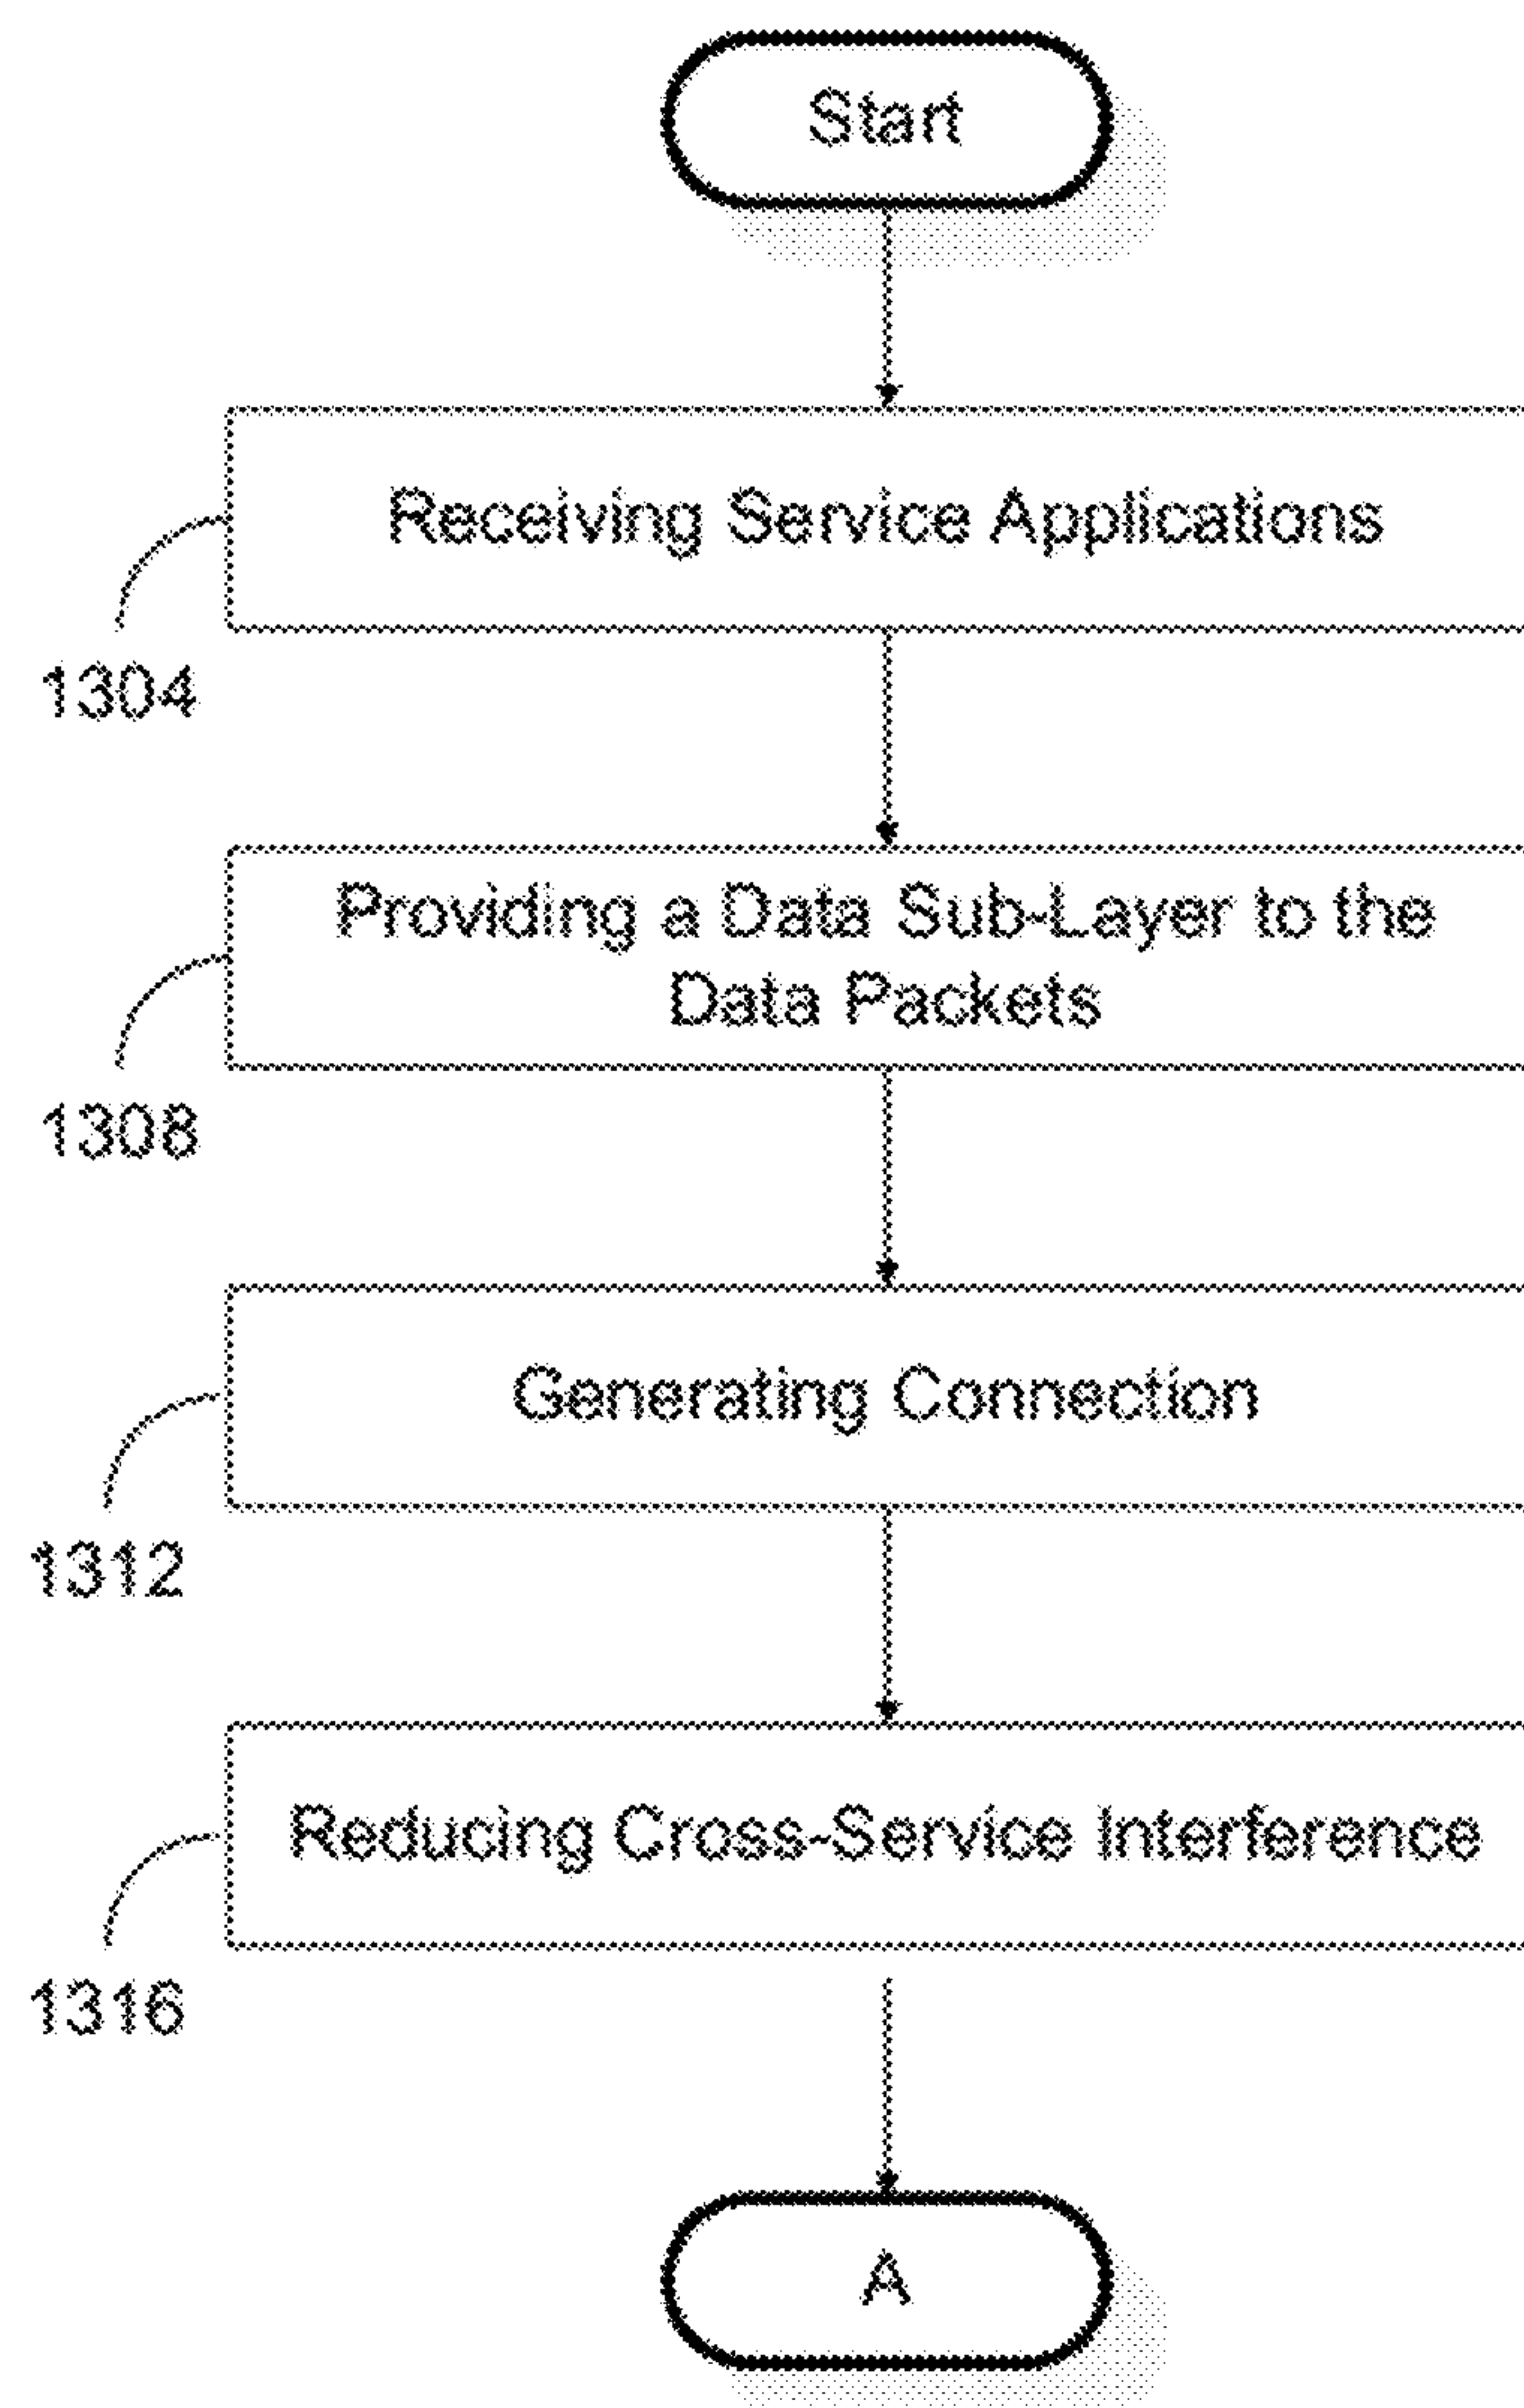 Start
Receiving Service Applications
1304
Providing a Data Sub-Layer to the
Data Packets
1308
Generating Connection
1312
Reducing Cross-Service Interference
1316
A